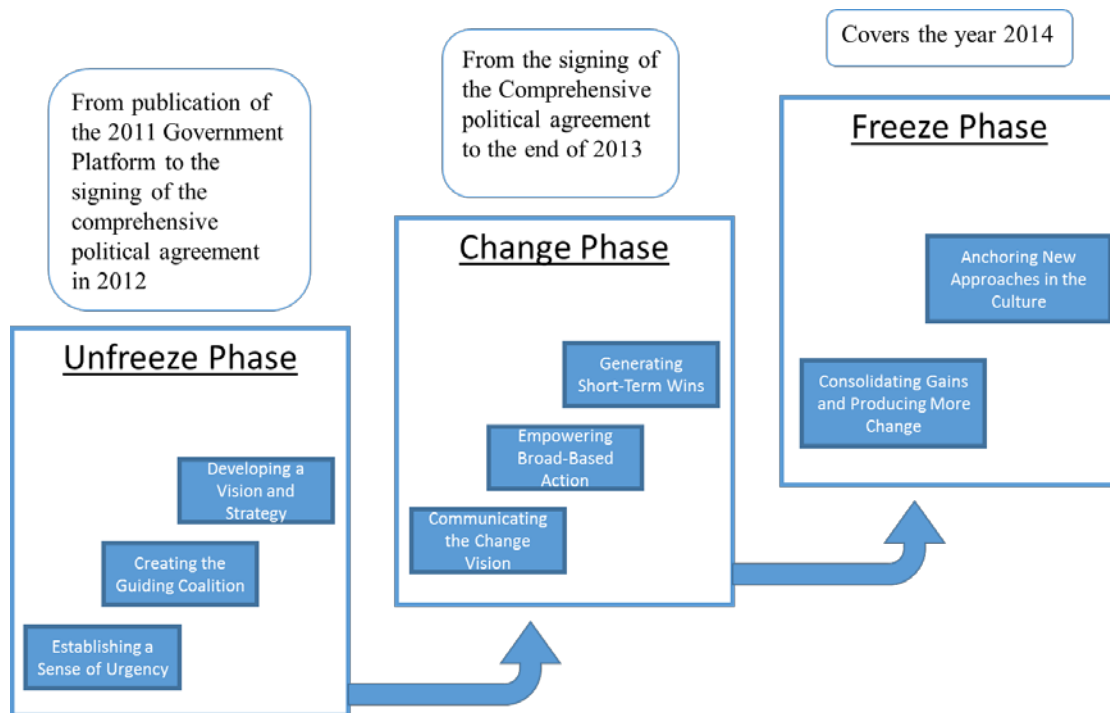 From publication of
the 2011 Government
Platform to the
signing of the
comprehensive
political agreement
in 2012
Unfreeze Phase
Developing a
Vision and
Strategy
Creating the
Guiding Coalition
Establishing a
Sense of Urgency
From the signing of
the Comprehensive
political agreement
to the end of 2013
Change Phase
Generating
Short-Term Wins
Empowering
Broad-Based
Action
Communicating
the Change
Vision
Covers the year 2014
Freeze Phase
Anchoring New
Approaches in the
Culture
Consolidating Gains
and Producing More
Change